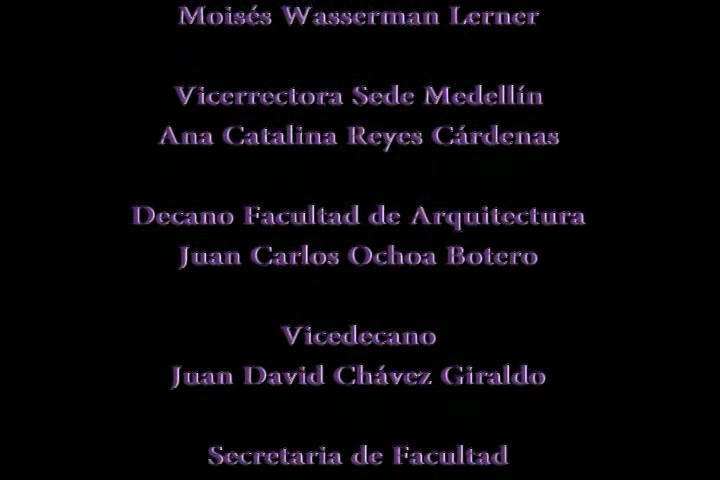 Moisés Wasserman Lerner
Vicerrectora Sede Medellín
Ana Catalina Reyes Cárdenas
Decano Facultad de Arquitectura
Juan Carlos Ochoa Botero
Vicedecano
Juan David Chávez Giraldo
Secretaria de Facultad